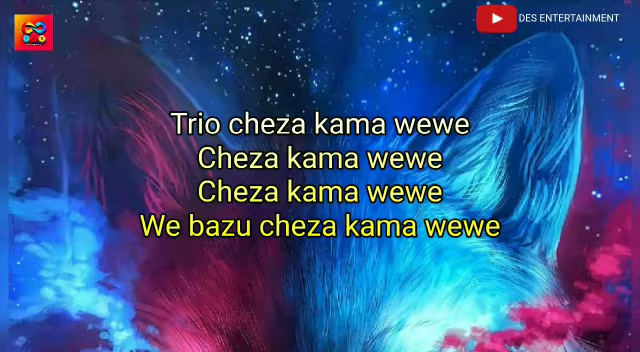 DES ENTERTAINMENT
Trio cheza kama wewe
Cheza kama wewe
Cheza kama wewe
We bazu cheza kama wewe